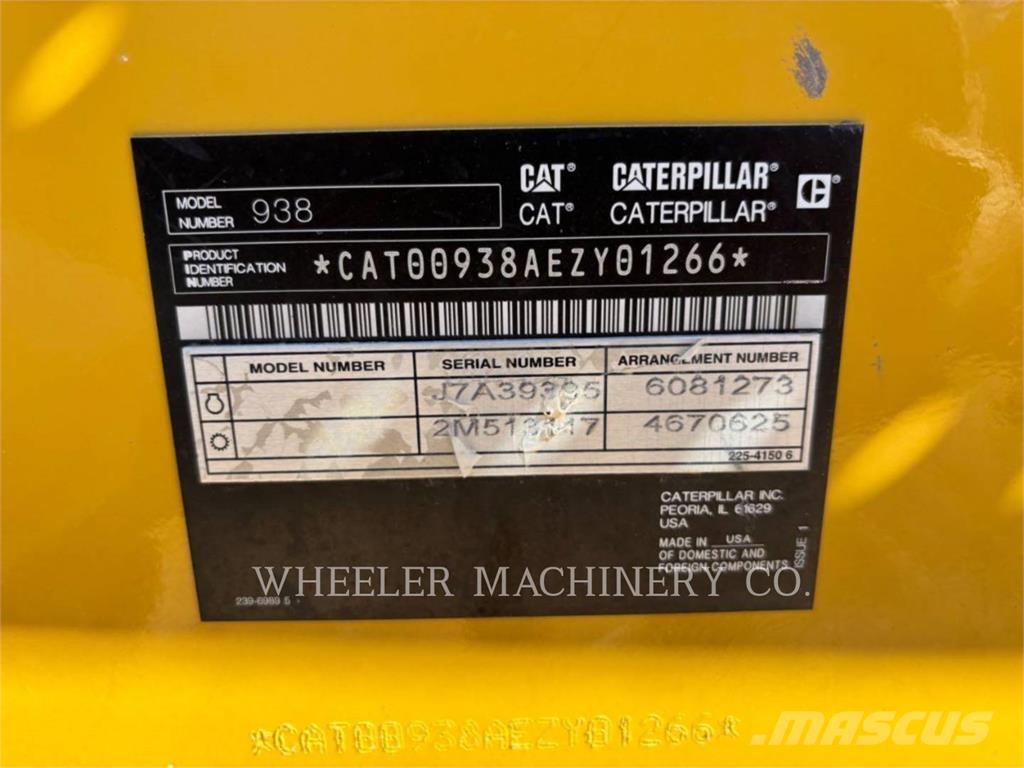 CAT® CATERPILLAR®
CAT® CATERPILLAR®
MODEL NUMBER 938
PRODUCT IDENTIFICATION NUMBER *CAT00938AEZY01266*
MODEL NUMBER SERIAL NUMBER ARRANGEMENT NUMBER
6081273
4670625
225-4150 6
CATERPILLAR INC.
PEORIA, IL 61629
USA
MADE IN USA
OF DOMESTIC AND
FOREIGN COMPONENTS
ISSUE 1
239-6989 5
WHEELER MACHINERY CO.
*CAT00938AEZY01266*
MASCUS